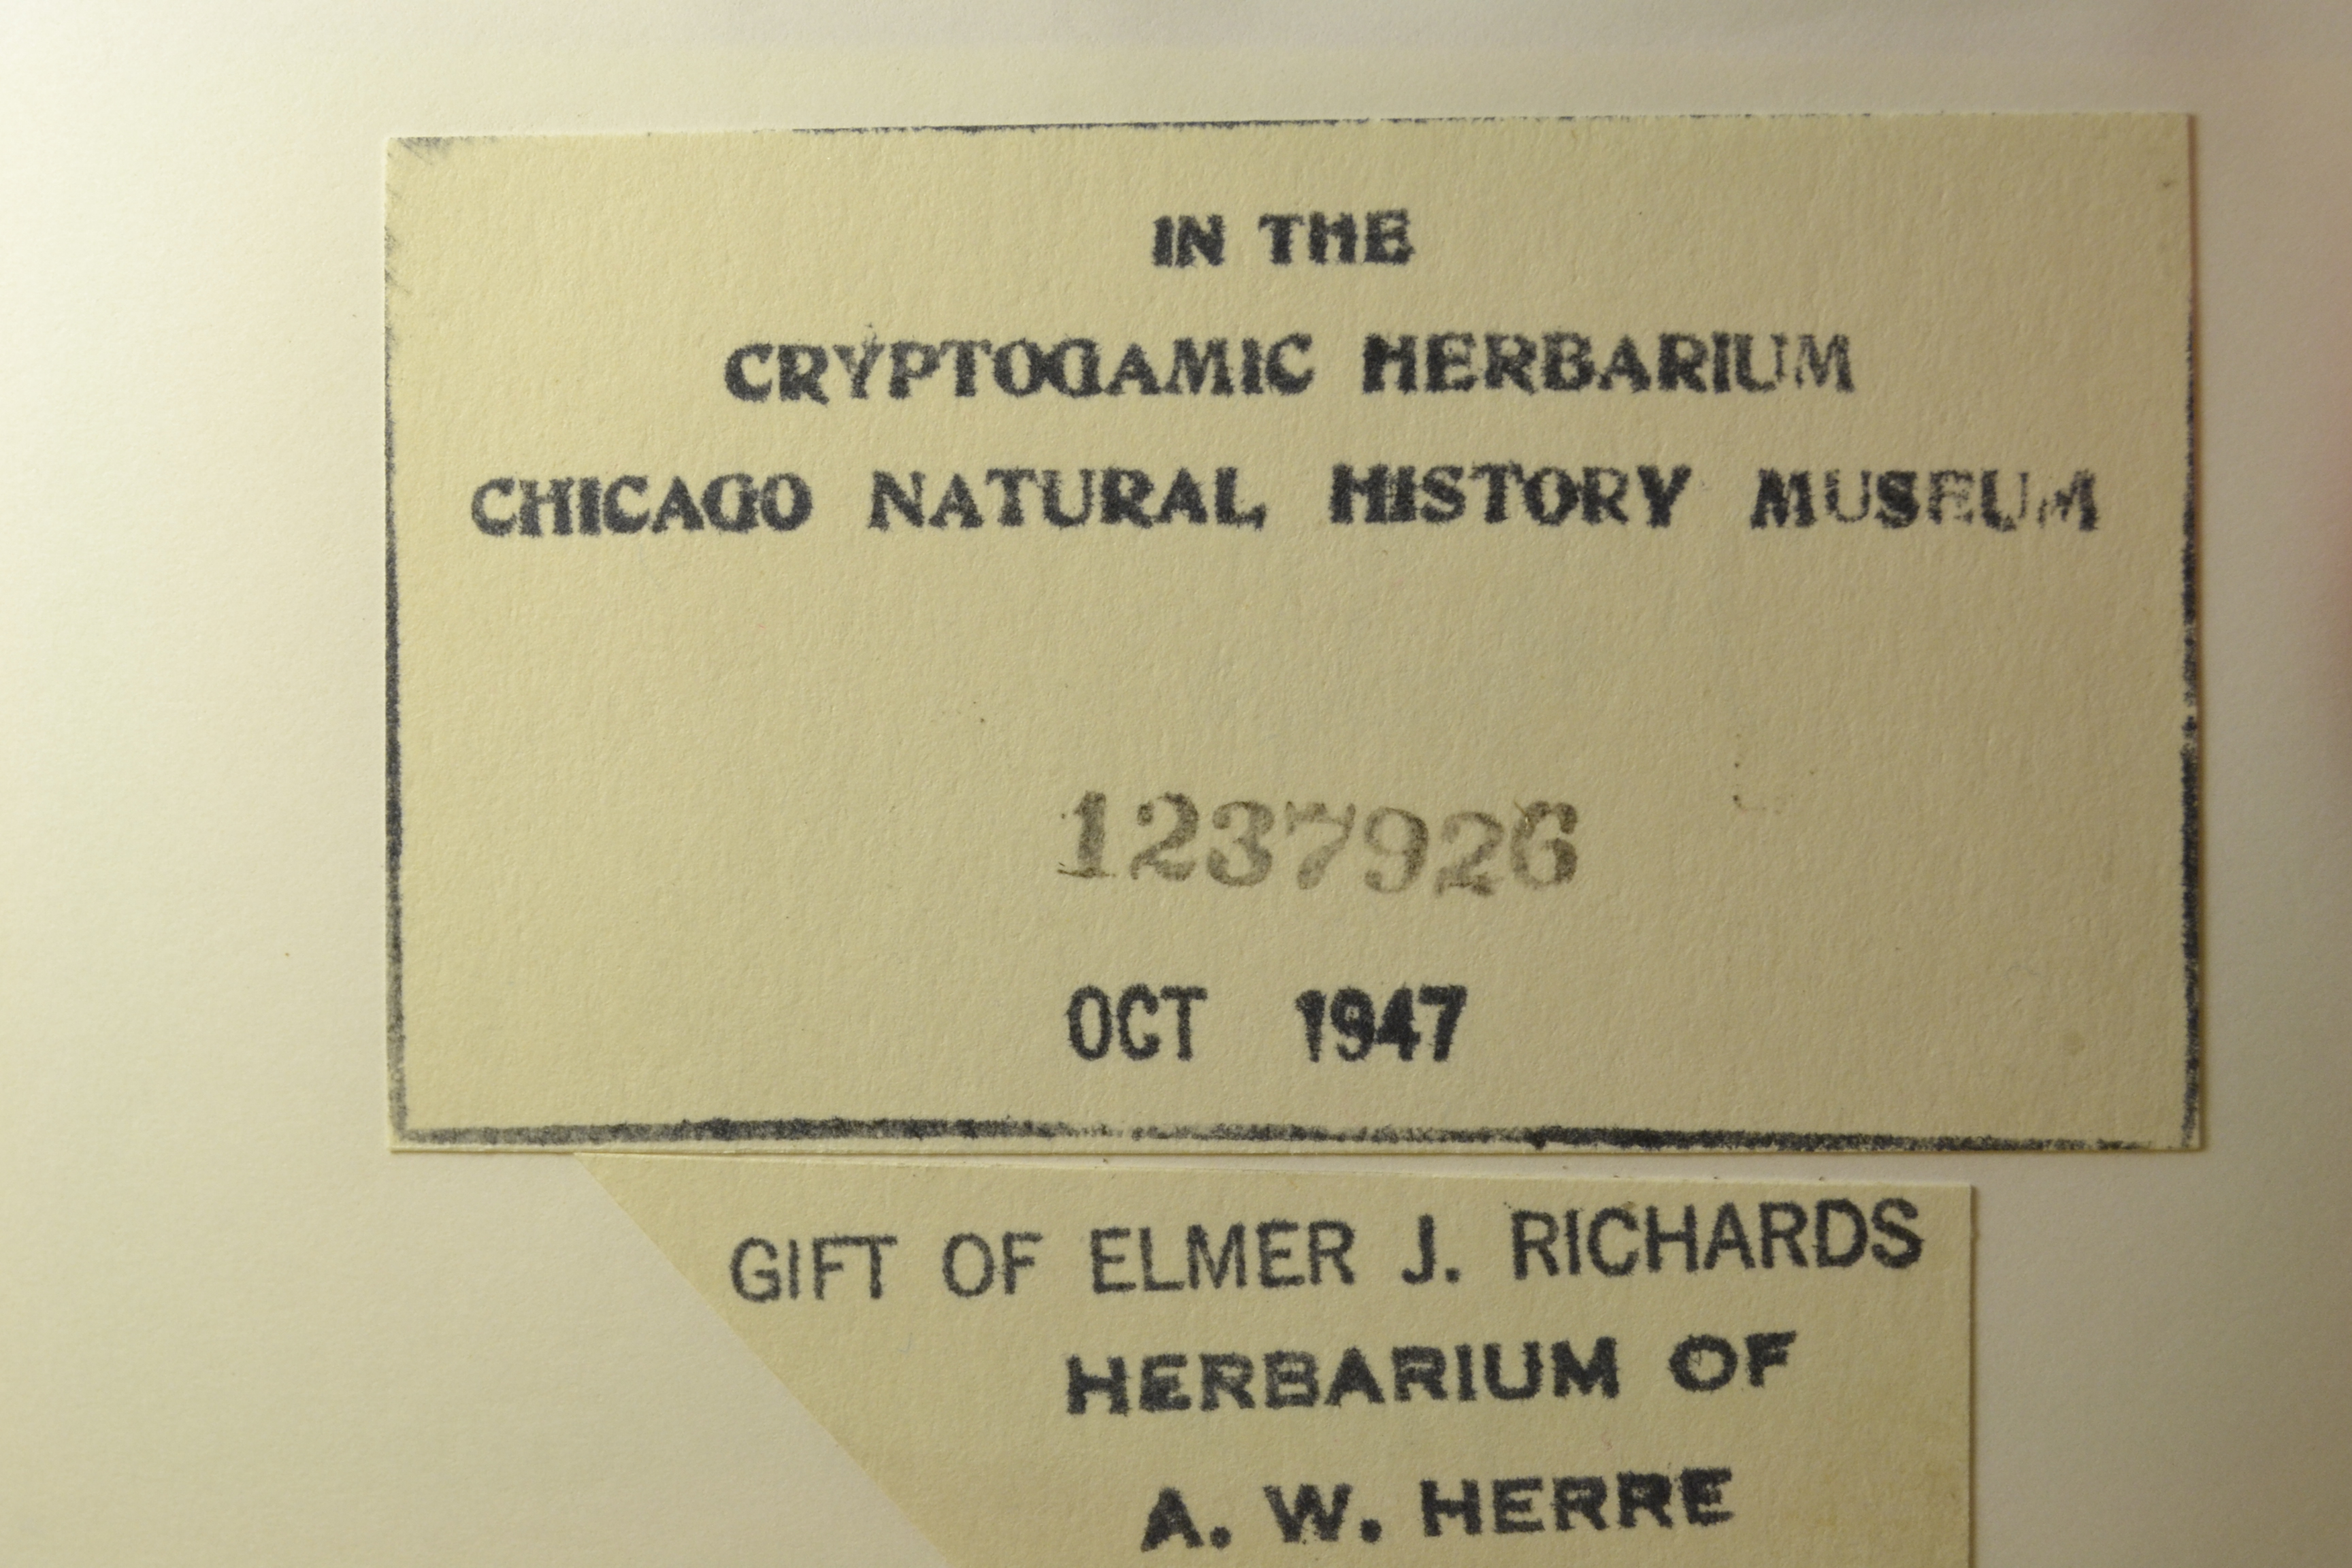 IN THE
CRYPTOGAMIC HERBARIUM
CHICAGO NATURAL HISTORY MUSEUM
1237926
OCT 1947
GIFT OF ELMER J. RICHARDS
HERBARIUM OF
A. W. HERRE